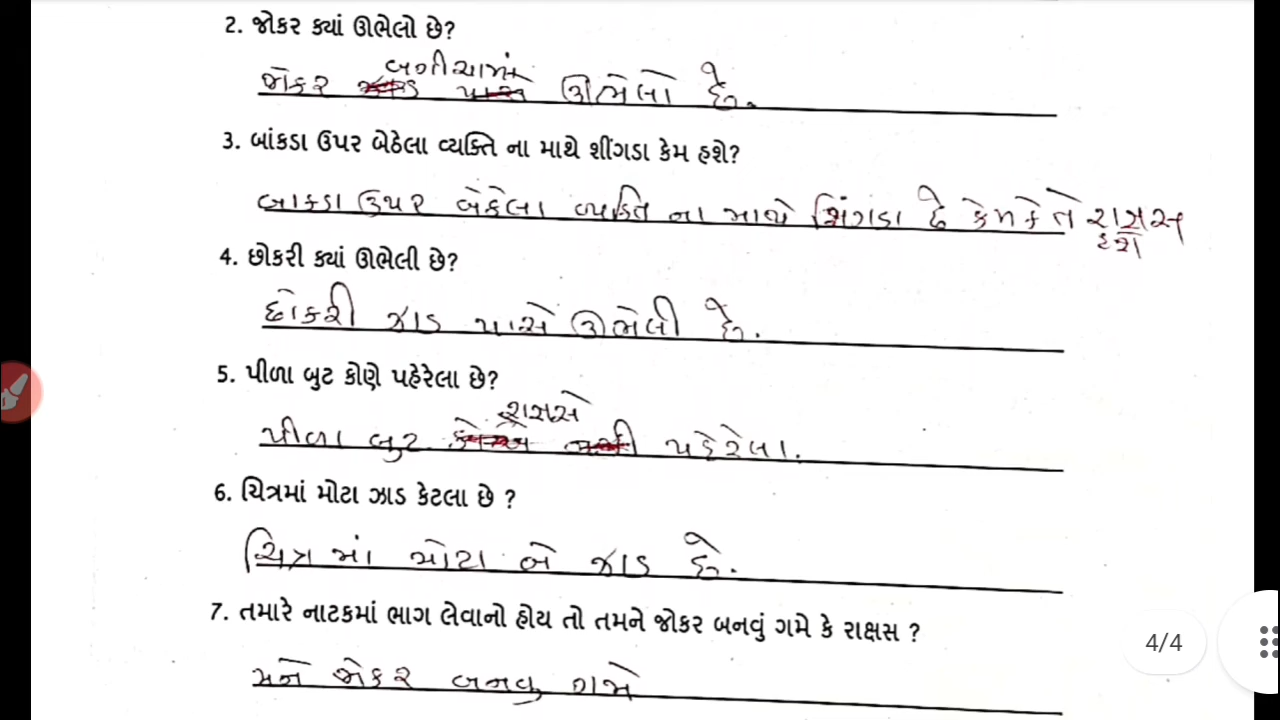 2. જોકર ક્યાં ઊભેલો છે?
બગીચામાં
જોકર ઝાડ પાસે ઊભેલો છે.
3. બાંકડા ઉપર બેઠેલા વ્યક્તિ ના માથે શીંગડા કેમ હશે?
બાકડા ઉપર બેઠેલા વ્યક્તિ ના માથે શિંગડા છે કેમકે તે
હશે
4. છોકરી ક્યાં ઊભેલી છે?
છોકરી ઝાડ પાસે ઊભેલી છે.
5. પીળા બુટ કોણે પહેરેલા છે?
પીળા બુટ પહેરેલા.
6. ચિત્રમાં મોટા ઝાડ કેટલા છે ?
ચિત્ર માં મોટા બે ઝાડ છે.
7. તમારે નાટકમાં ભાગ લેવાનો હોય તો તમને જોકર બનવું ગમે કે રાક્ષસ ?
મને જોકર બનવુ ગમે
4/4